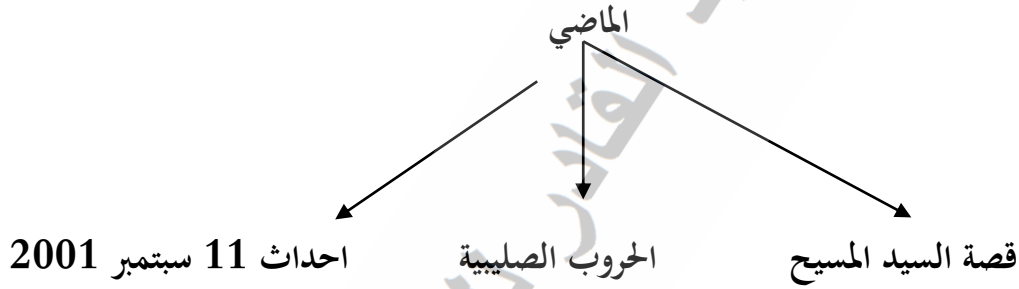 الماضي
قصة السيد المسيح الحروب الصليبية احداث 11 سبتمبر 2001